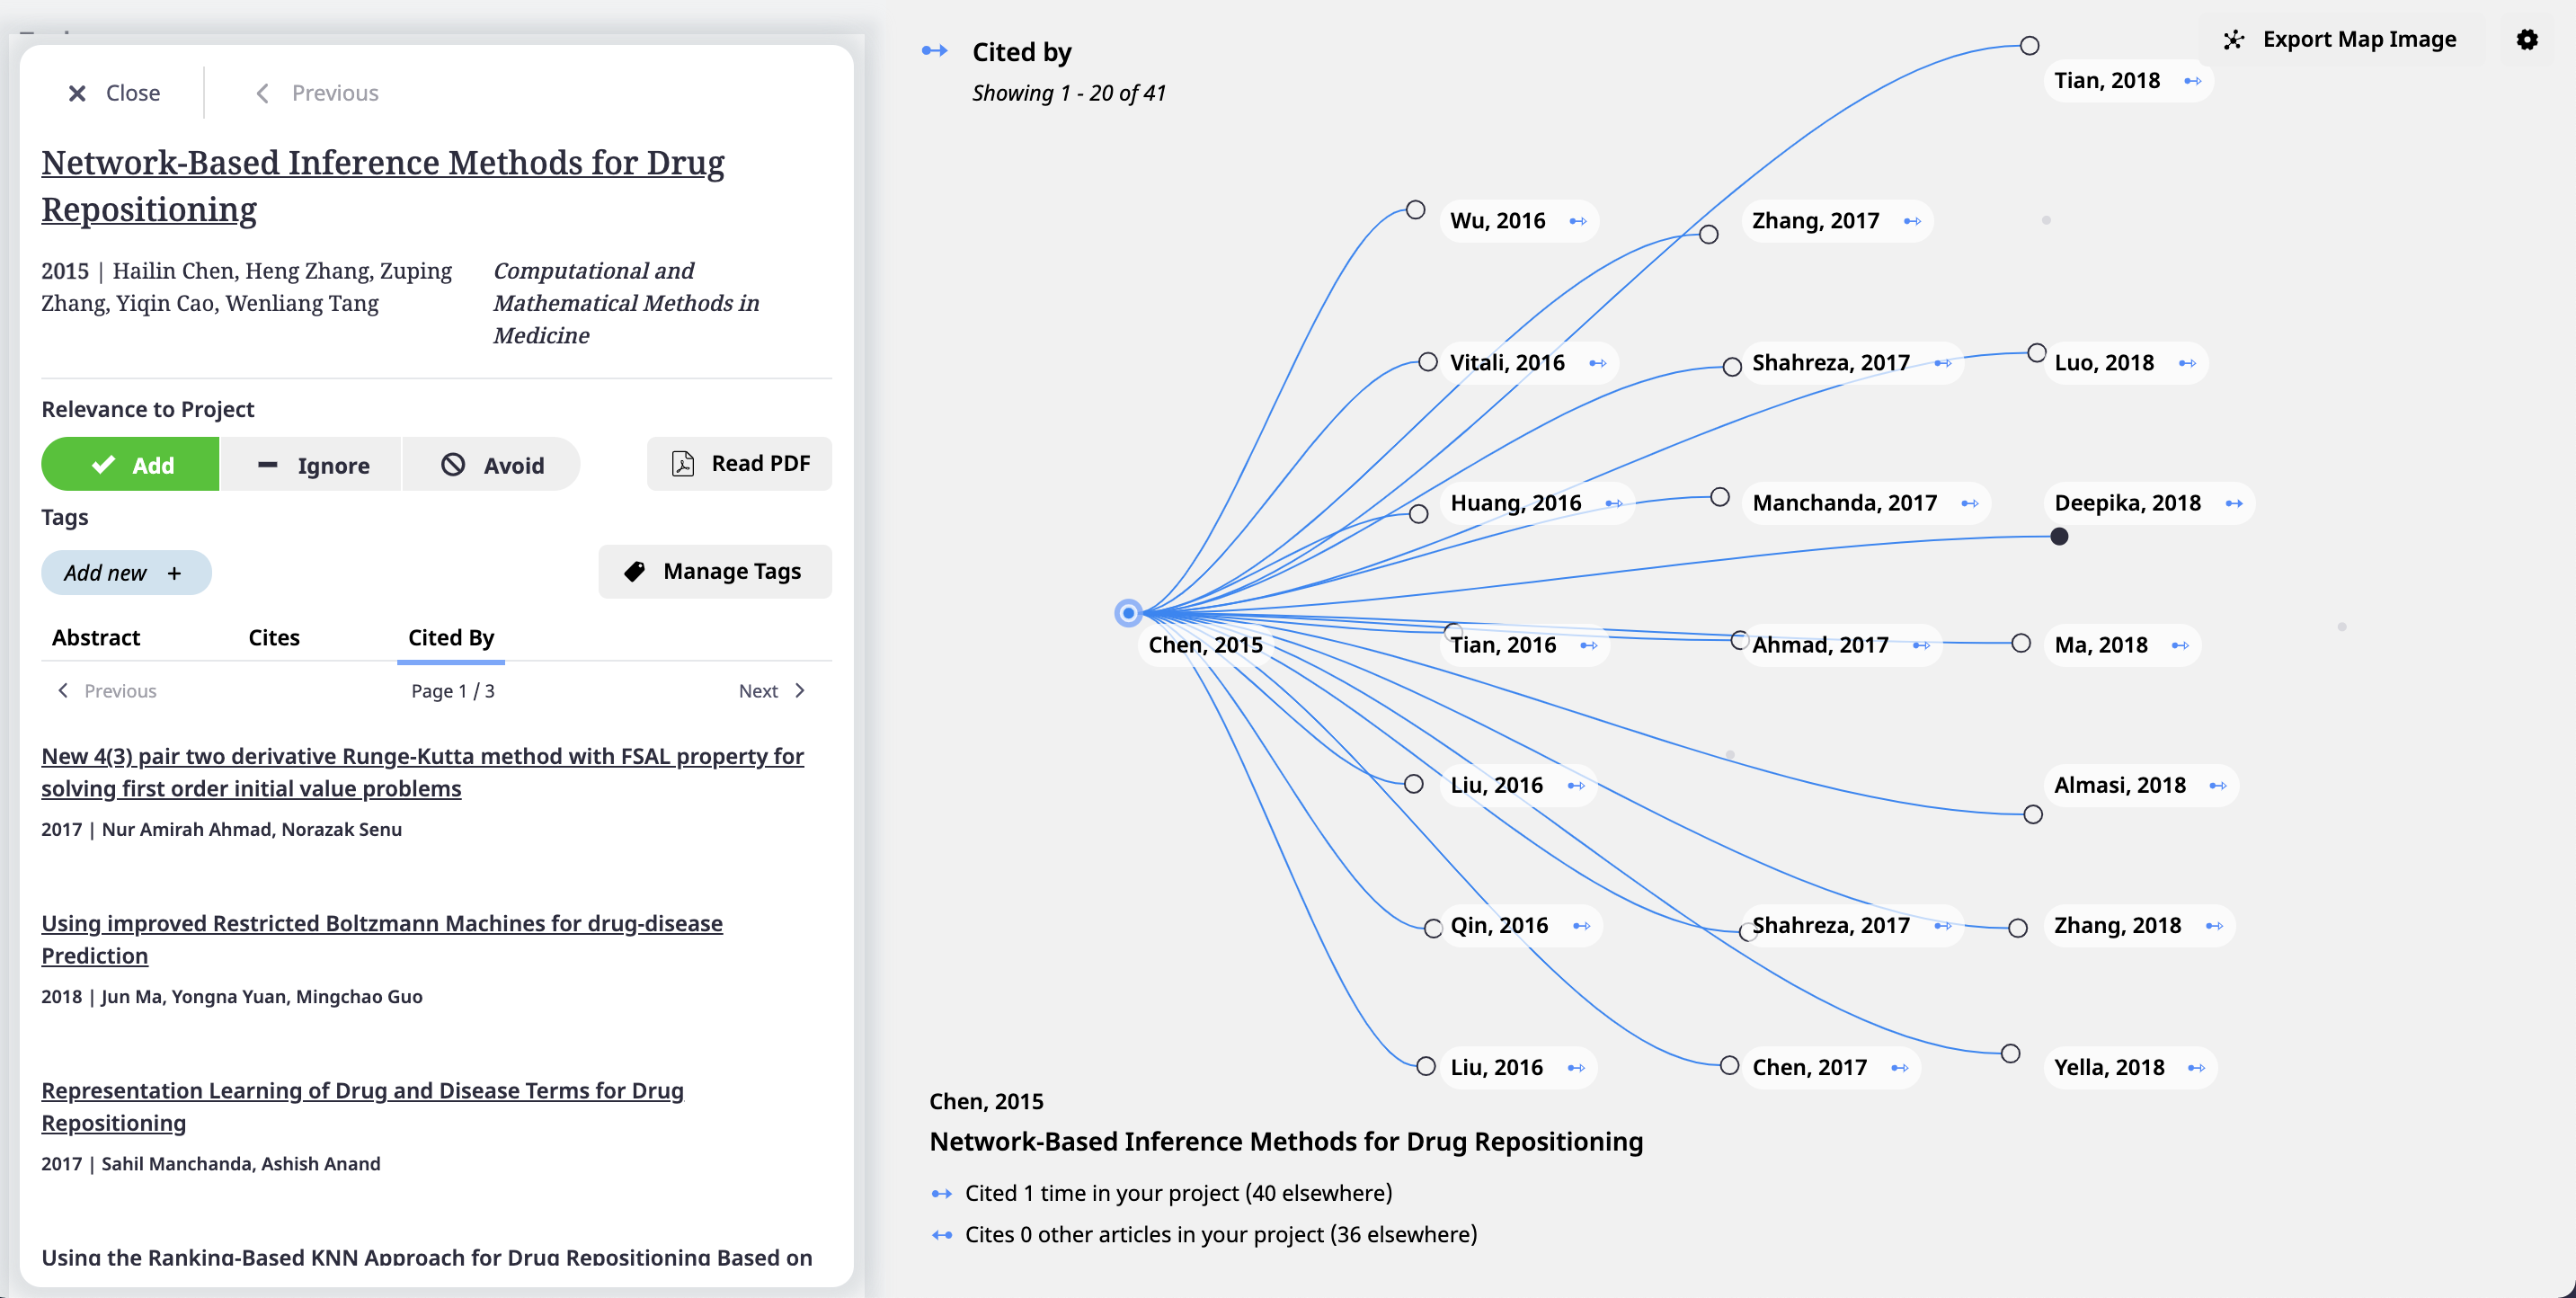 Close
Previous
Network-Based Inference Methods for Drug
Repositioning
2015 | Hailin Chen, Heng Zhang, Zuping
Zhang, Yiqin Cao, Wenliang Tang
Computational and
Mathematical Methods in
Medicine
Relevance to Project
Add
Ignore
Avoid
Read PDF
Tags
Add new +
Manage Tags
Abstract
Cites
Cited By
Previous
Page 1 / 3
Next
New 4(3) pair two derivative Runge-Kutta method with FSAL property for
solving first order initial value problems
2017 | Nur Amirah Ahmad, Norazak Senu
Using improved Restricted Boltzmann Machines for drug-disease
Prediction
2018 | Jun Ma, Yongna Yuan, Mingchao Guo
Representation Learning of Drug and Disease Terms for Drug
Repositioning
2017 | Sahil Manchanda, Ashish Anand
Using the Ranking-Based KNN Approach for Drug Repositioning Based on
Cited by
Showing 1 - 20 of 41
Export Map Image
Tian, 2018
Wu, 2016
Zhang, 2017
Vitali, 2016
Shahreza, 2017
Luo, 2018
Huang, 2016
Manchanda, 2017
Deepika, 2018
Chen, 2015
Tian, 2016
Ahmad, 2017
Ma, 2018
Liu, 2016
Almasi, 2018
Qin, 2016
Shahreza, 2017
Zhang, 2018
Liu, 2016
Chen, 2017
Yella, 2018
Chen, 2015
Network-Based Inference Methods for Drug Repositioning
Cited 1 time in your project (40 elsewhere)
Cites 0 other articles in your project (36 elsewhere)